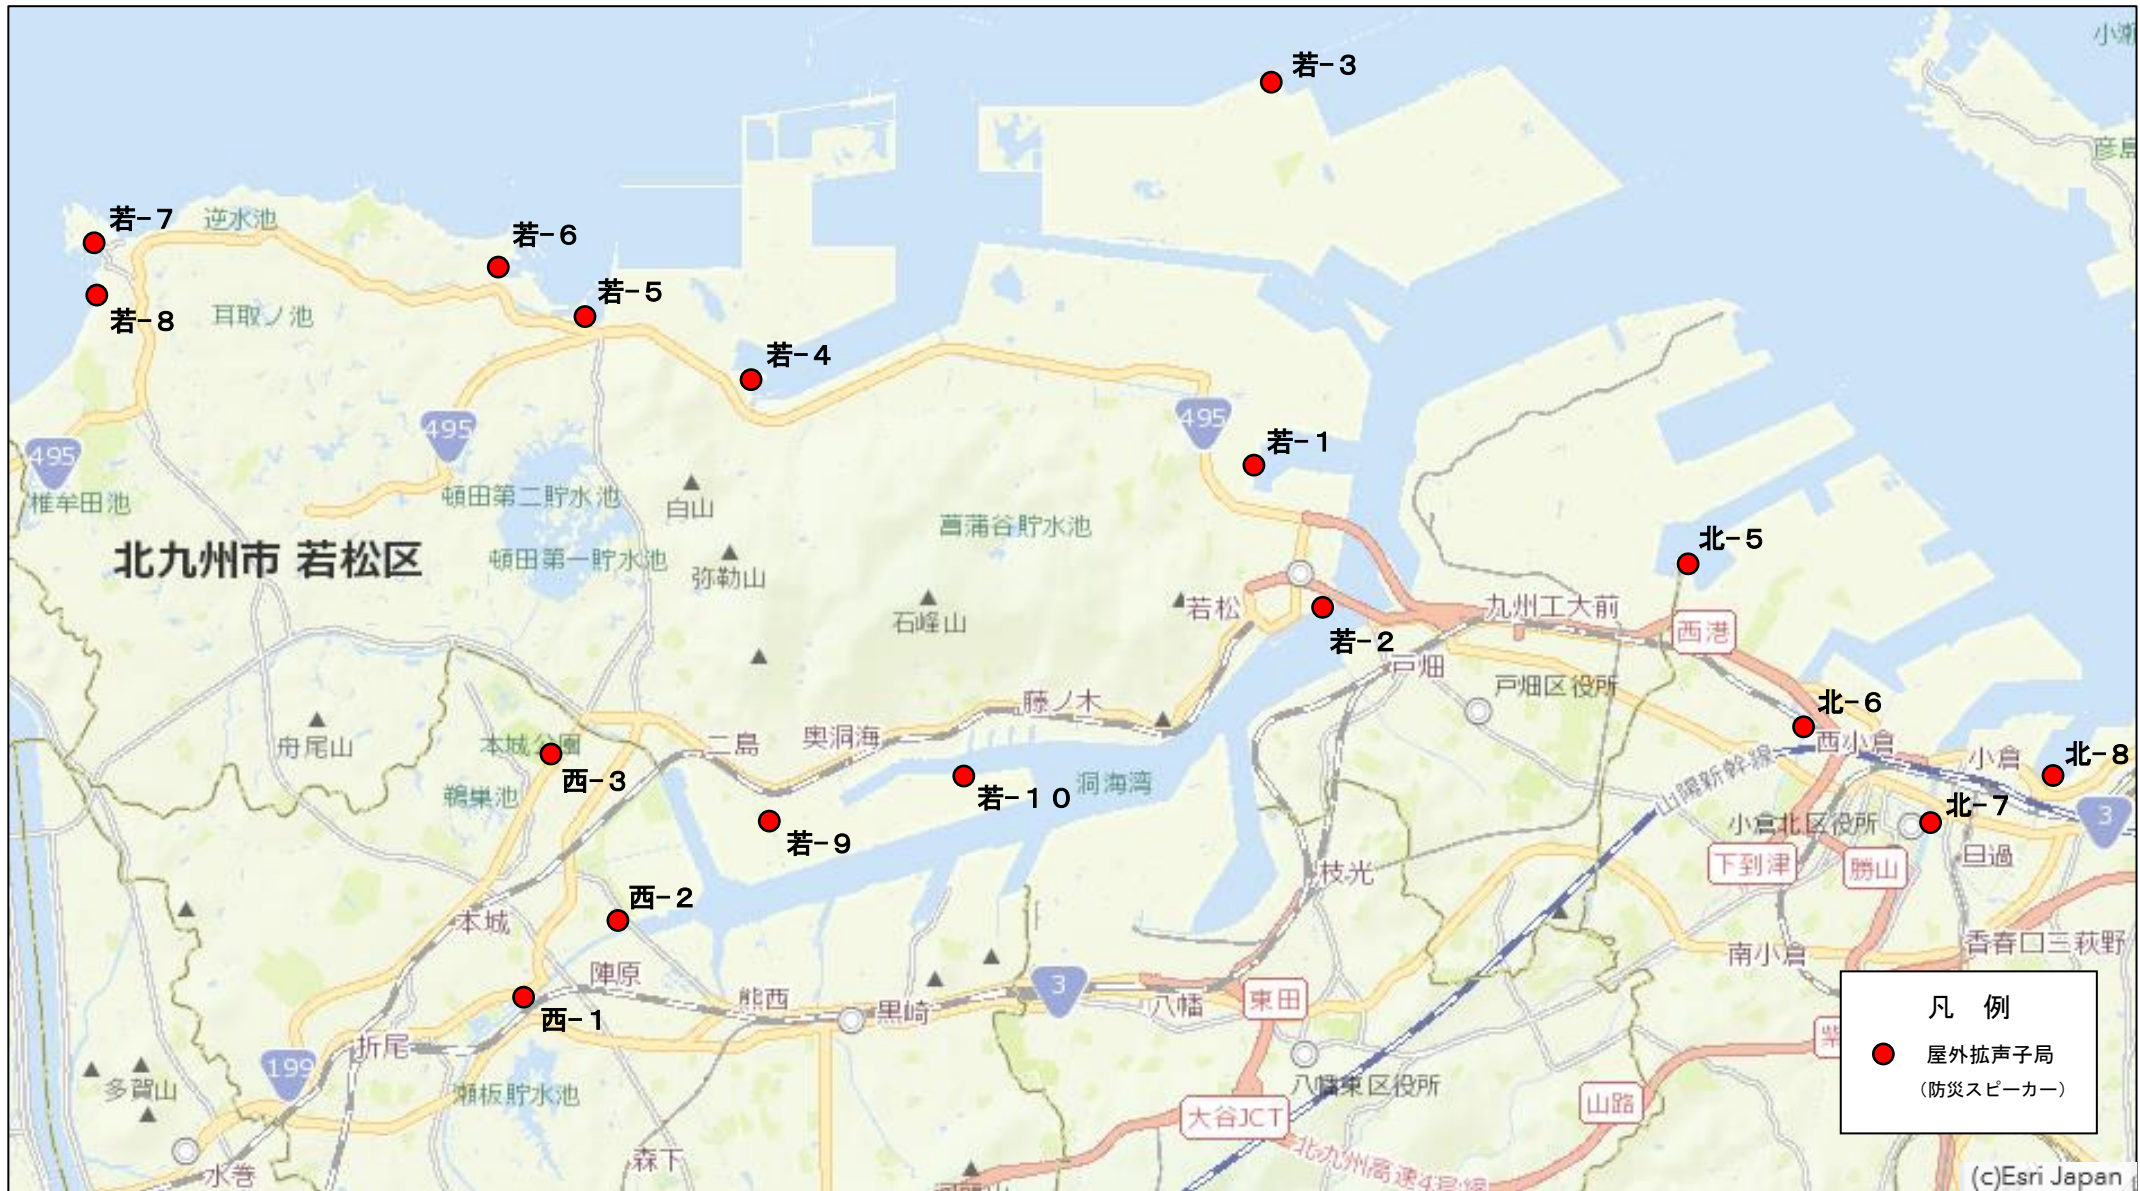 小瀬
若-3
彦島
若-7
逆水池
若-6
若-5
若-8
耳取ノ池
若-4
495
495
495
若-1
椎牟田池
頓田第二貯水池
白山
菖蒲谷貯水池
北九州市 若松区
頓田第一貯水池
弥勒山
北-5
石峰山
若松
九州工大前
若-2
西港
戸畑
戸畑区役所
藤ノ木
北-6
舟尾山
本城公園
二島
奥洞海
西小倉
小倉
北-8
西-3
洞海湾
山陽新幹線
鵜巣池
若-10
北-7
小倉北区役所
3
若-9
下到津
勝山
旦過
枝光
西-2
本城
南小倉
香春口三萩野
陣原
熊西
黒崎
3
八幡
東田
西-1
折尾
凡 例
屋外拡声子局
（防災スピーカー）
紫
199
多賀山
瀬板貯水池
八幡東区役所
山路
大谷JCT
北九州高速4号線
水巻
森下
(c)Esri Japan